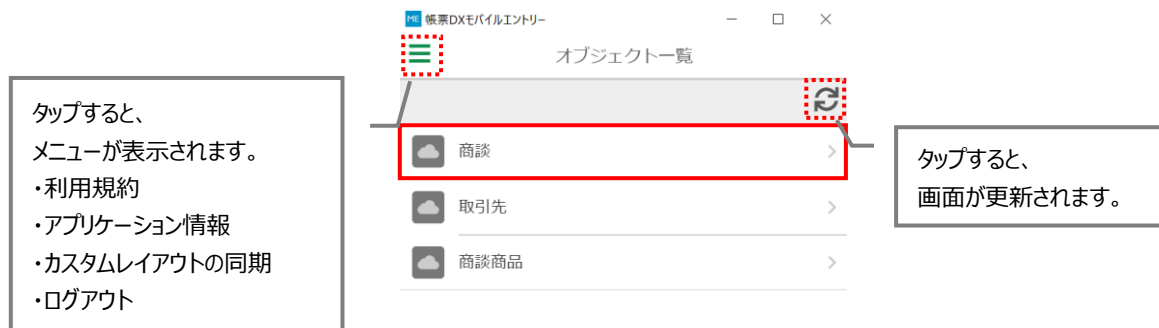 ME 帳票DXモバイルエントリー
オブジェクト一覧
タップすると、
メニューが表示されます。
・利用規約
・アプリケーション情報
・カスタムレイアウトの同期
・ログアウト
商談
取引先
商談商品
タップすると、
画面が更新されます。